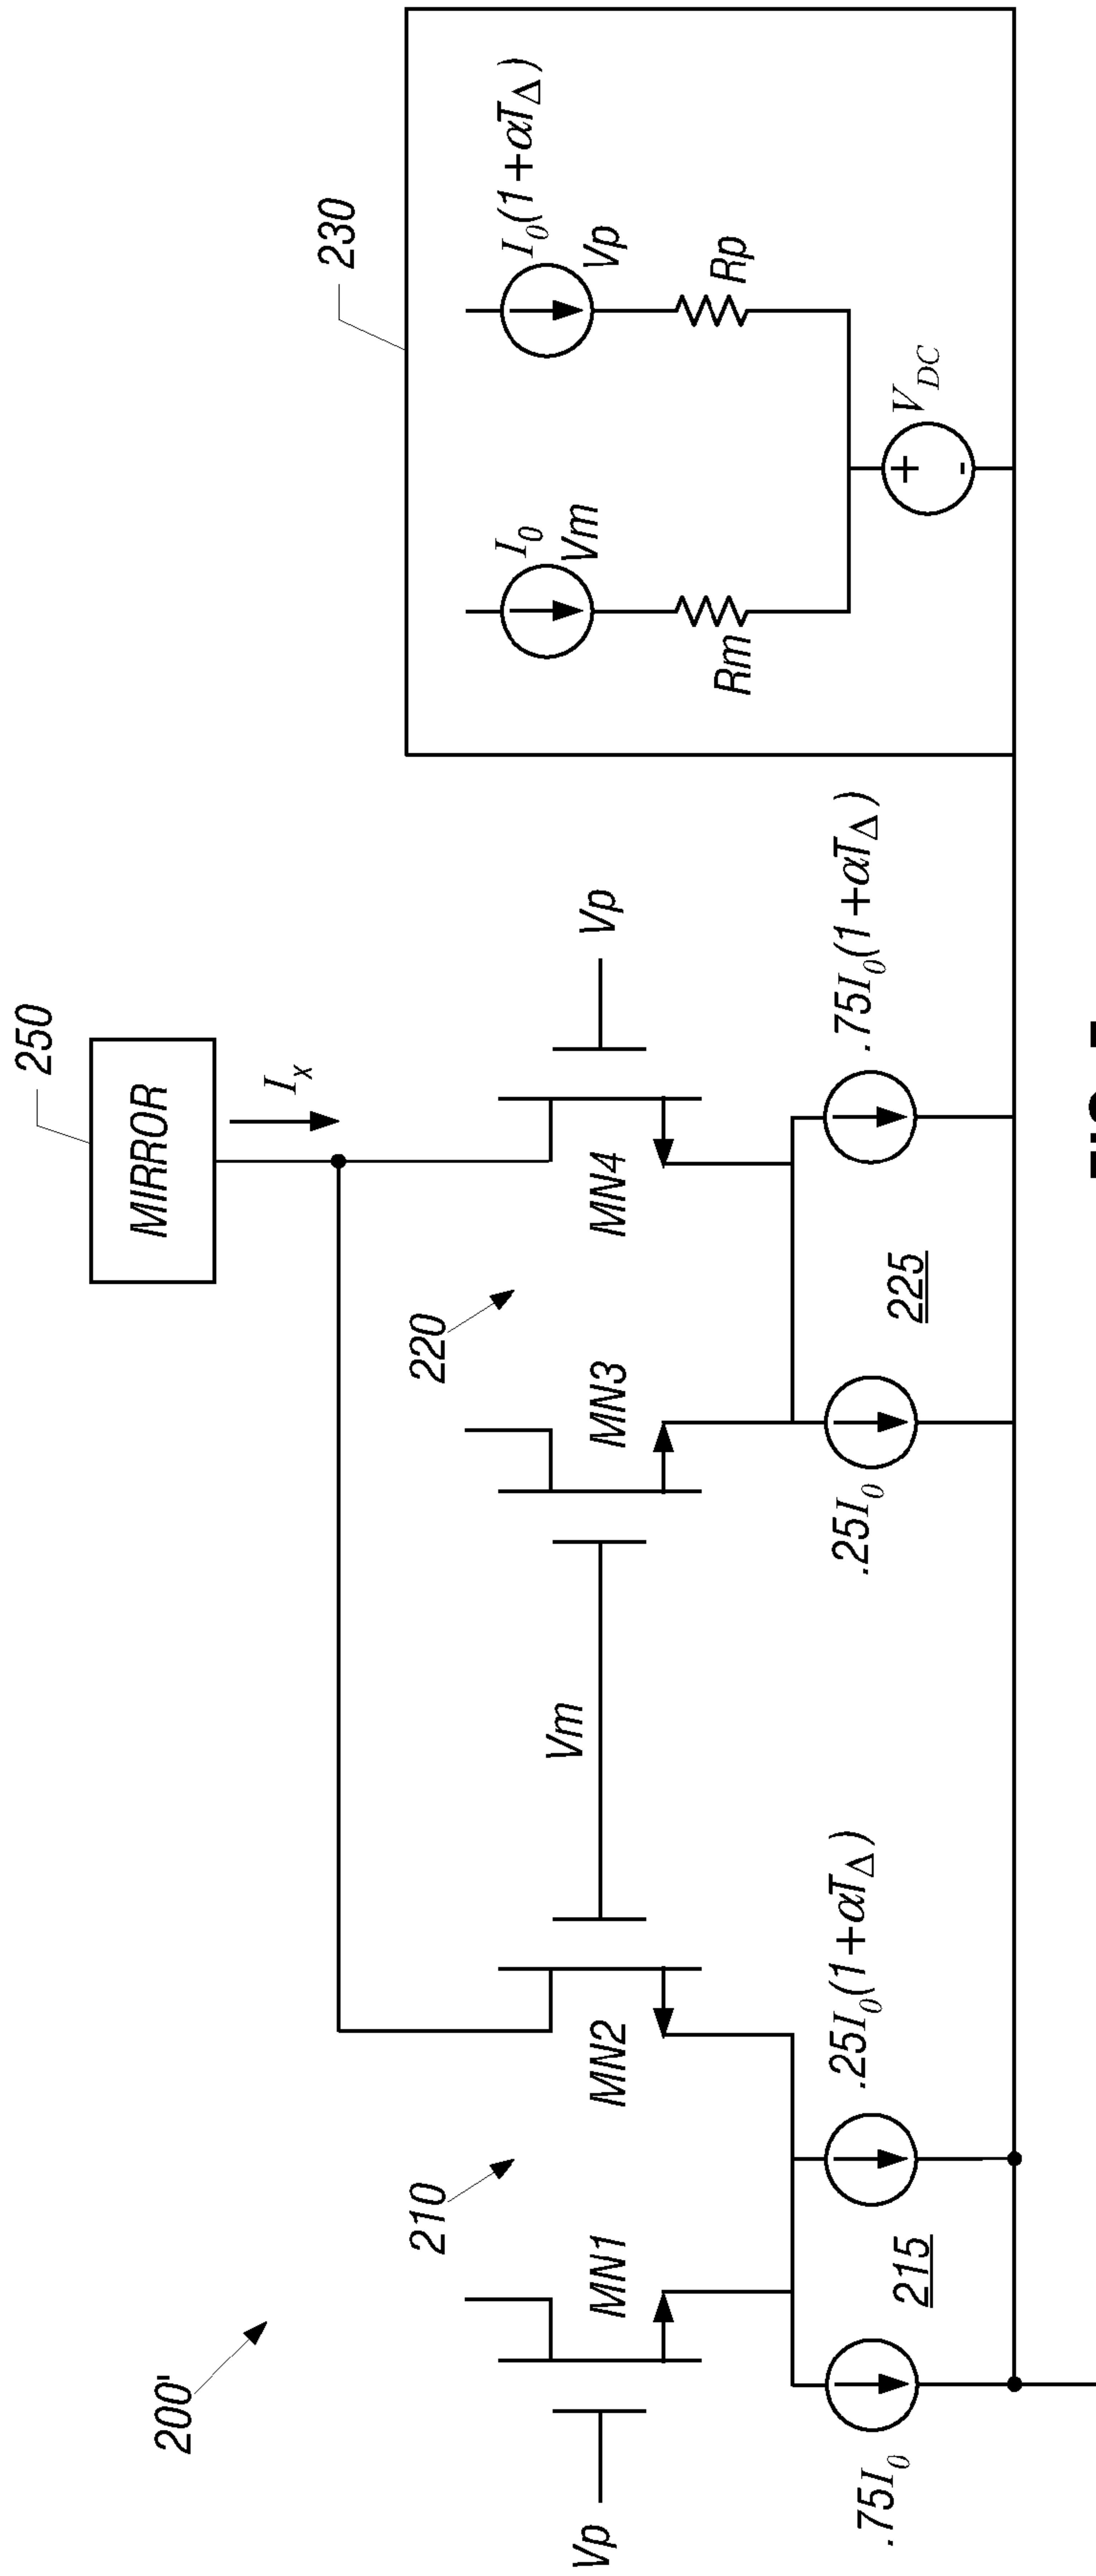 200'
Vp
MN1
210
MN2
Vm
MN3
220
MN4
Vp
MIRROR
250
I_x
.75I_0
215
.25I_0(1+αT_Δ)
.25I_0
225
.75I_0(1+αT_Δ)
230
I_0
Vm
I_0(1+αT_Δ)
Vp
Rm
Rp
V_DC
+
-